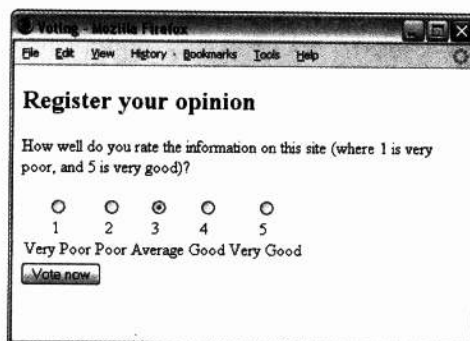 Voting - Mozilla Firefox
File Edit View History Bookmarks Tools Help
Register your opinion
How well do you rate the information on this site (where 1 is very
poor, and 5 is very good)?
1 2 3 4 5
Very Poor Poor Average Good Very Good
Vote now